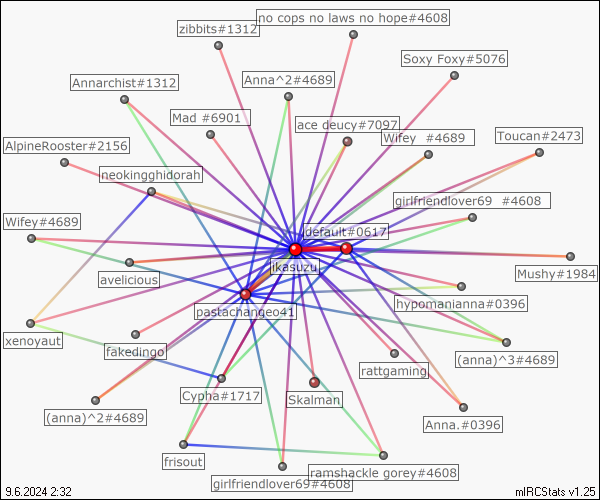 no cops no laws no hope#4608
zibbits#1312
Soxy Foxy#5076
Annarchist#1312
Anna^2#4689
Mad #6901
ace deucy#7097
Wifey  #4689
Toucan#2473
AlpineRooster#2156
neokingghidorah
girlfriendlover69  #4608
Wifey#4689
default#0617
ikasuzu
avelicious
Mushy#1984
hypomanianna#0396
pastachangeo41
xenoyaut
fakedingo
(anna)^3#4689
rattgaming
Cypha#1717
Skalman
(anna)^2#4689
Anna.#0396
frisout
ramshackle gorey#4608
girlfriendlover69#4608
9.6.2024 2:32
mIRCStats v1.25